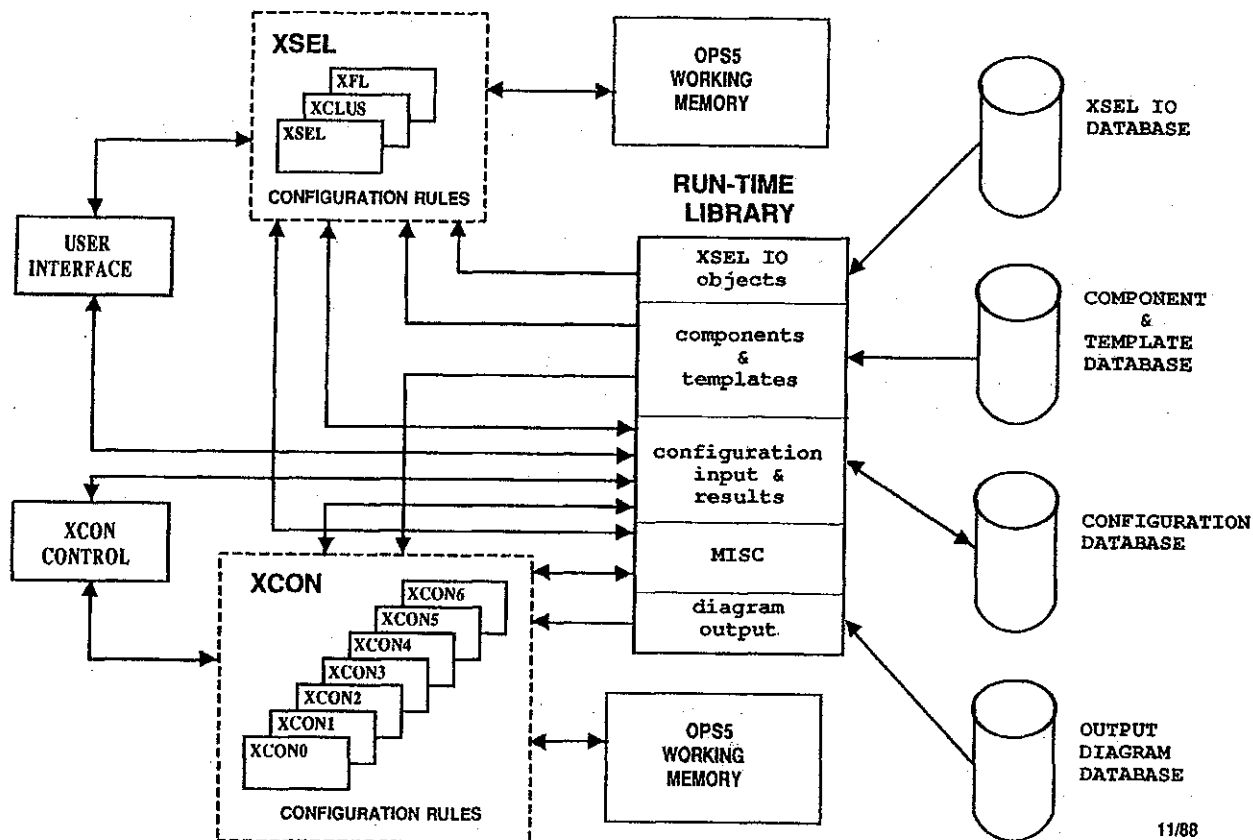 XSEL
XFL
XCLUS
XSEL
CONFIGURATION RULES
OPS5
WORKING
MEMORY
XSEL IO
DATABASE
USER
INTERFACE
RUN-TIME
LIBRARY
XSEL IO
objects
components
&
templates
configuration
input &
results
MISC
diagram
output
COMPONENT
&
TEMPLATE
DATABASE
XCON
CONTROL
CONFIGURATION
DATABASE
XCON
XCON6
XCON5
XCON4
XCON3
XCON2
XCON1
XCON0
CONFIGURATION RULES
OPS5
WORKING
MEMORY
OUTPUT
DIAGRAM
DATABASE
11/88